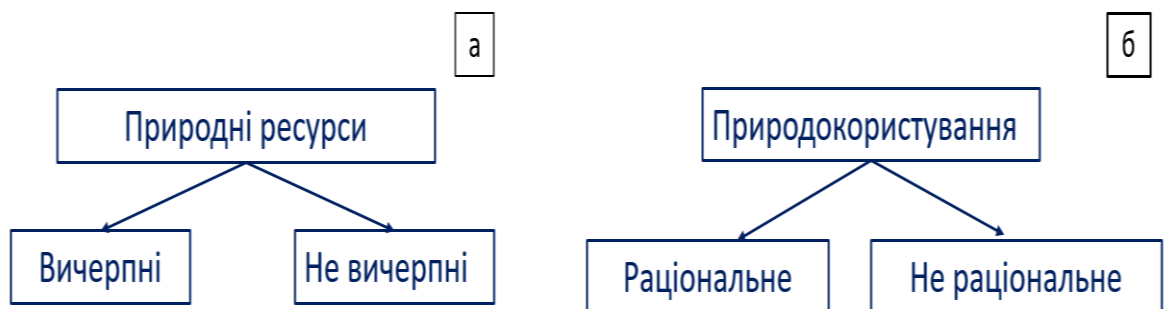 а
Природні ресурси
Вичерпні
Не вичерпні
б
Природокористування
Раціональне
Не раціональне